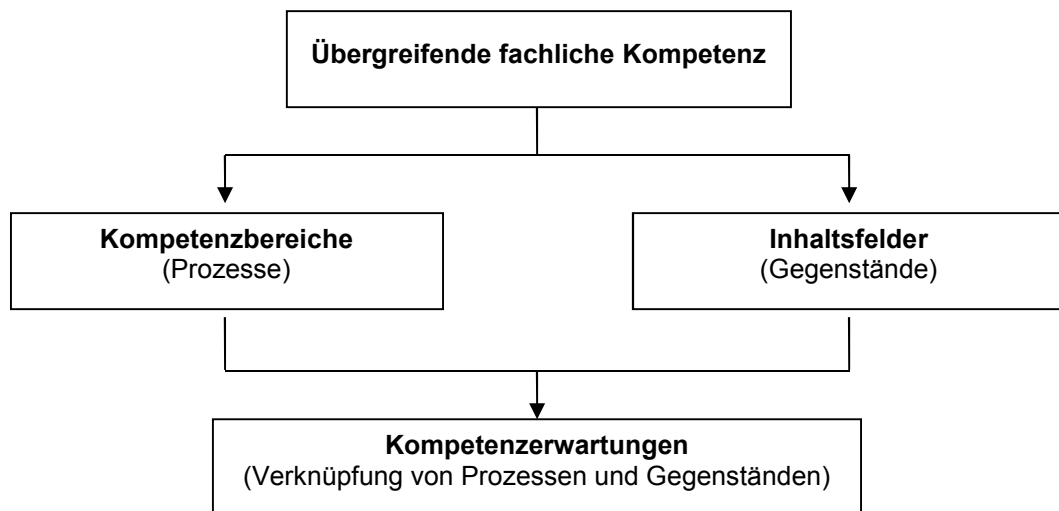 Übergreifende fachliche Kompetenz
Kompetenzbereiche
(Prozesse)
Inhaltsfelder
(Gegenstände)
Kompetenzerwartungen
(Verknüpfung von Prozessen und Gegenständen)